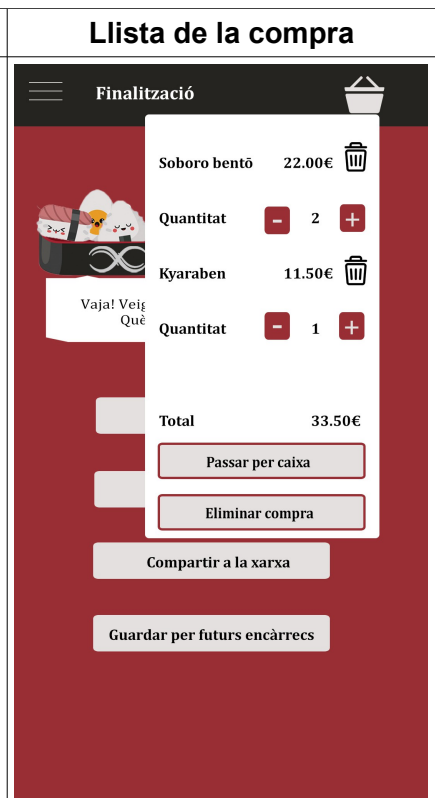 Llista de la compra
Finalització
Soboro bentō 22.00€
Quantitat - 2 +
Kyaraben 11.50€
Quantitat - 1 +
Total 33.50€
Passar per caixa
Eliminar compra
Vaja! Veig
Què
Compartir a la xarxa
Guardar per futurs encàrrecs